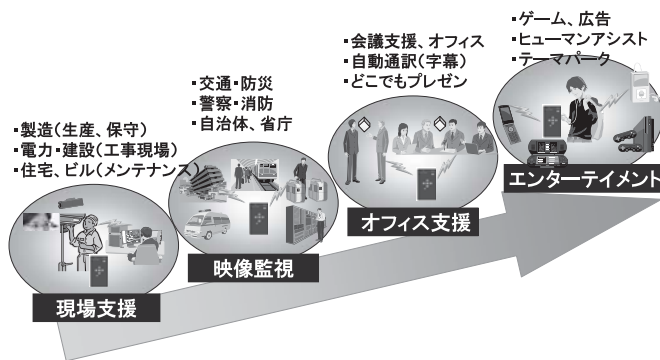 ・製造(生産、保守)
・電力・建設(工事現場)
・住宅、ビル(メンテナンス)
現場支援
・交通・防災
・警察・消防
・自治体、省庁
映像監視
・会議支援、オフィス
・自動通訳(字幕)
・どこでもプレゼン
オフィス支援
・ゲーム、広告
・ヒューマンアシスト
・テーマパーク
エンターテイメント